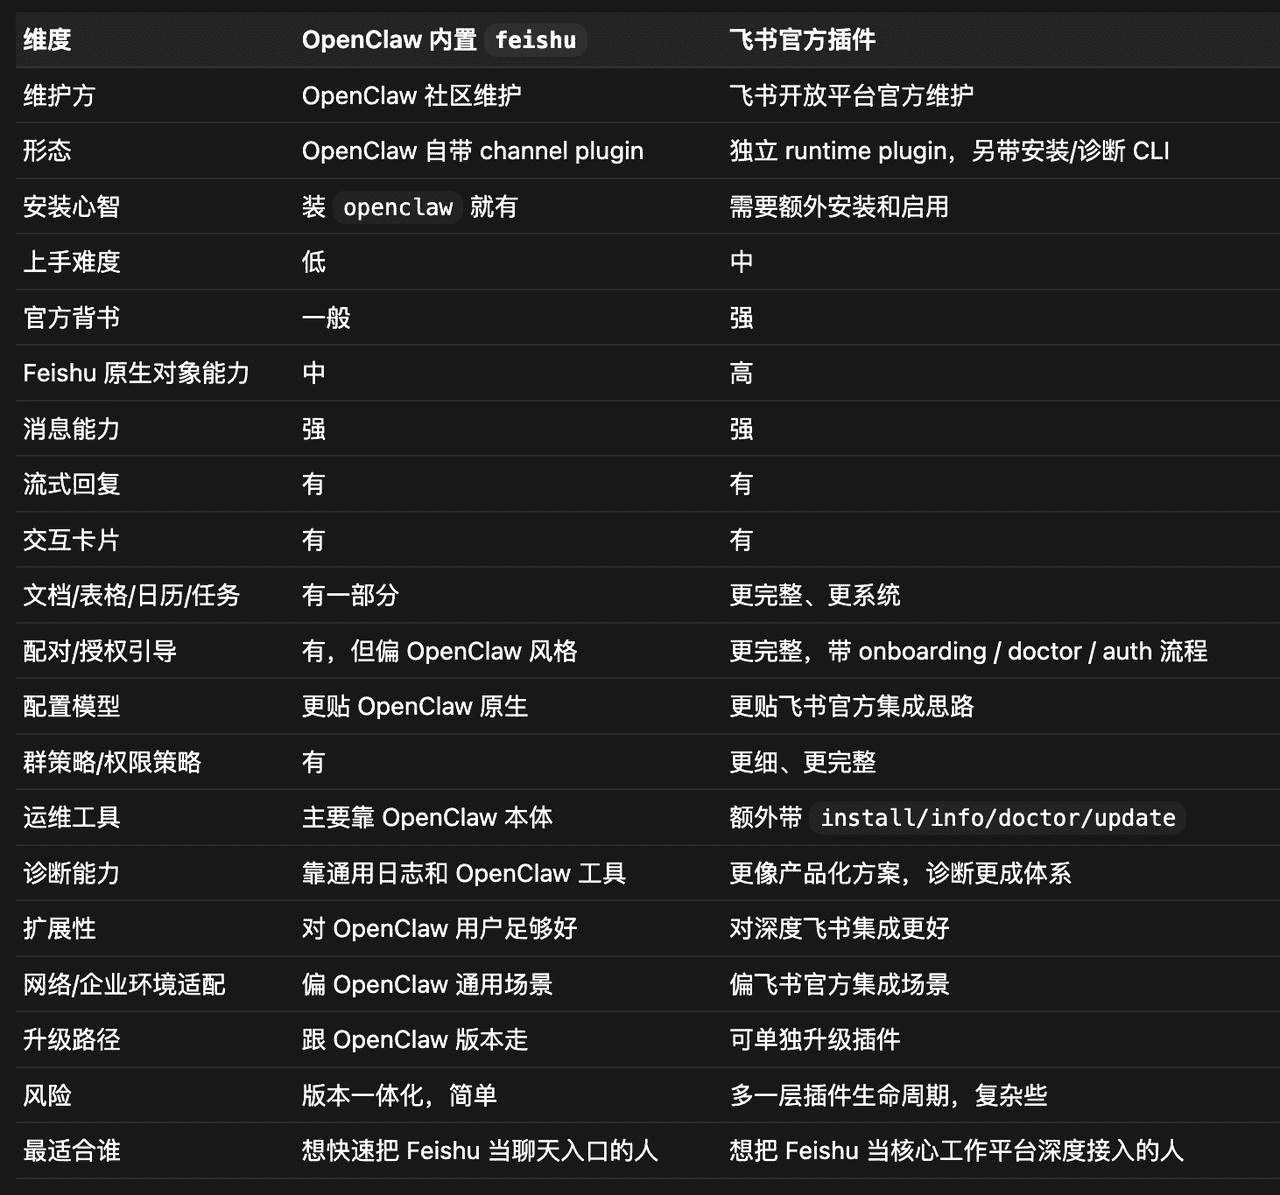 维度 OpenClaw 内置 feishu 飞书官方插件
维护方 OpenClaw 社区维护 飞书开放平台官方维护
形态 OpenClaw 自带 channel plugin 独立 runtime plugin，另带安装/诊断 CLI
安装心智 装 openclaw 就有 需要额外安装和启用
上手难度 低 中
官方背书 一般 强
Feishu 原生对象能力 中 高
消息能力 强 强
流式回复 有 有
交互卡片 有 有
文档/表格/日历/任务 有一部分 更完整、更系统
配对/授权引导 有，但偏 OpenClaw 风格 更完整，带 onboarding / doctor / auth 流程
配置模型 更贴 OpenClaw 原生 更贴飞书官方集成思路
群策略/权限策略 有 更细、更完整
运维工具 主要靠 OpenClaw 本体 额外带 install/info/doctor/update
诊断能力 靠通用日志和 OpenClaw 工具 更像产品化方案，诊断更成体系
扩展性 对 OpenClaw 用户足够好 对深度飞书集成更好
网络/企业环境适配 偏 OpenClaw 通用场景 偏飞书官方集成场景
升级路径 跟 OpenClaw 版本走 可单独升级插件
风险 版本一体化，简单 多一层插件生命周期，复杂些
最适合谁 想快速把 Feishu 当聊天入口的人 想把 Feishu 当核心工作平台深度接入的人